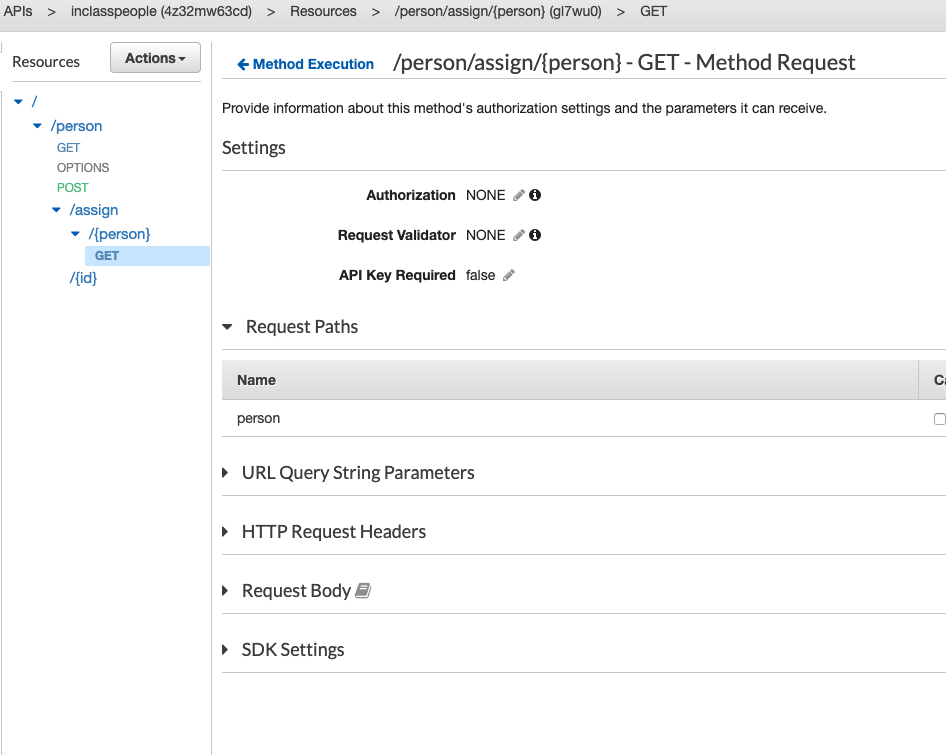 APIs > inclasspeople (4z32mw63cd) > Resources > /person/assign/{person} (gl7wu0) > GET
Resources
Actions
Method Execution
/person/assign/{person} - GET - Method Request
/
/person
GET
OPTIONS
POST
/assign
/{person}
GET
/{id}
Provide information about this method's authorization settings and the parameters it can receive.
Settings
Authorization NONE
Request Validator NONE
API Key Required false
Request Paths
Name
person
URL Query String Parameters
HTTP Request Headers
Request Body
SDK Settings